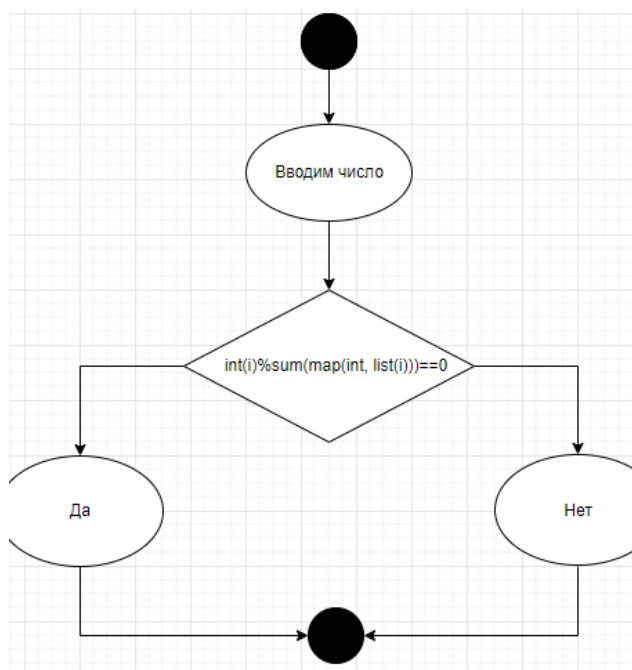 Вводим число
int(i)%sum(map(int, list(i)))==0
Да
Нет